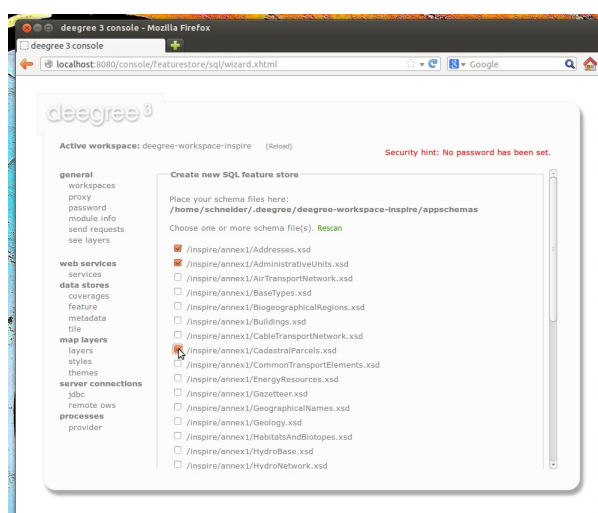 deegree 3 console - Mozilla Firefox
deegree 3 console
localhost:8080/console/featurestore/sql/wizard.xhtml
Google
deegree 3
Active workspace: deegree-workspace-inspire [Reload]
Security hint: No password has been set.
general
workspaces
proxy
password
module info
send requests
see layers
web services
services
data stores
coverages
feature
metadata
tile
map layers
layers
styles
themes
server connections
jdbc
remote ows
processes
provider
Create new SQL feature store
Place your schema files here:
/home/schneider/.deegree/deegree-workspace-inspire/appschemas
Choose one or more schema file(s). Rescan
/inspire/annex1/Addresses.xsd
/inspire/annex1/AdministrativeUnits.xsd
/inspire/annex1/AirTransportNetwork.xsd
/inspire/annex1/BaseTypes.xsd
/inspire/annex1/BiogeographicalRegions.xsd
/inspire/annex1/Buildings.xsd
/inspire/annex1/CableTransportNetwork.xsd
/inspire/annex1/CadastralParcels.xsd
/inspire/annex1/CommonTransportElements.xsd
/inspire/annex1/EnergyResources.xsd
/inspire/annex1/Gazetteer.xsd
/inspire/annex1/GeographicalNames.xsd
/inspire/annex1/Geology.xsd
/inspire/annex1/HabitatsAndBiotopes.xsd
/inspire/annex1/HydroBase.xsd
/inspire/annex1/HydroNetwork.xsd